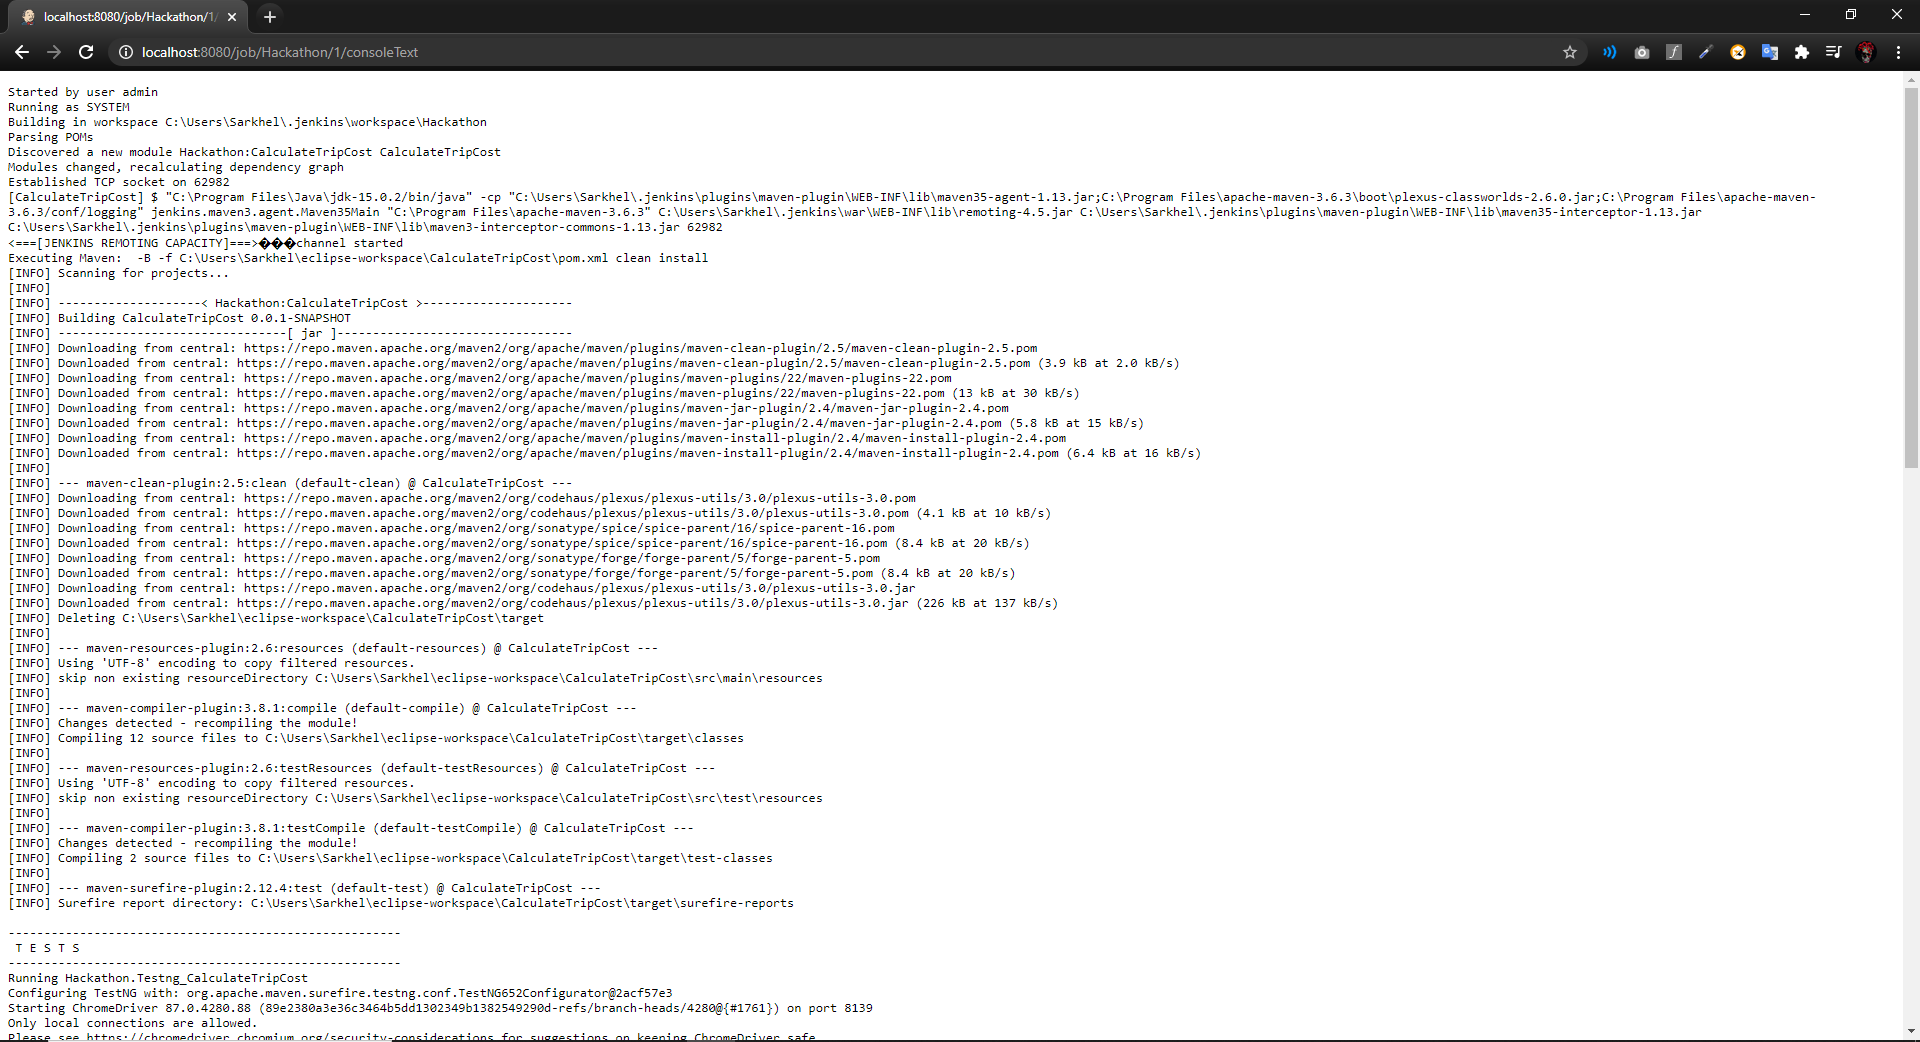 localhost:8080/job/Hackathon/1/
localhost:8080/job/Hackathon/1/consoleText
Started by user admin
Running as SYSTEM
Building in workspace C:\Users\Sarkhel\.jenkins\workspace\Hackathon
Parsing POMs
Discovered a new module Hackathon:CalculateTripCost CalculateTripCost
Modules changed, recalculating dependency graph
Established TCP socket on 62982
[CalculateTripCost] $ "C:\Program Files\Java\jdk-15.0.2/bin/java" -cp "C:\Users\Sarkhel\.jenkins\plugins\maven-plugin\WEB-INF\lib\maven35-agent-1.13.jar;C:\Program Files\apache-maven-3.6.3\boot\plexus-classworlds-2.6.0.jar;C:\Program Files\apache-maven-
3.6.3/conf/logging" jenkins.maven3.agent.Maven35Main "C:\Program Files\apache-maven-3.6.3" C:\Users\Sarkhel\.jenkins\war\WEB-INF\lib\remoting-4.5.jar C:\Users\Sarkhel\.jenkins\plugins\maven-plugin\WEB-INF\lib\maven35-interceptor-1.13.jar
C:\Users\Sarkhel\.jenkins\plugins\maven-plugin\WEB-INF\lib\maven3-interceptor-commons-1.13.jar 62982
<===[JENKINS REMOTING CAPACITY]===>���channel started
Executing Maven:  -B -f C:\Users\Sarkhel\eclipse-workspace\CalculateTripCost\pom.xml clean install
[INFO] Scanning for projects...
[INFO]
[INFO] --------------------< Hackathon:CalculateTripCost >---------------------
[INFO] Building CalculateTripCost 0.0.1-SNAPSHOT
[INFO] --------------------------------[ jar ]---------------------------------
[INFO] Downloading from central: https://repo.maven.apache.org/maven2/org/apache/maven/plugins/maven-clean-plugin/2.5/maven-clean-plugin-2.5.pom
[INFO] Downloaded from central: https://repo.maven.apache.org/maven2/org/apache/maven/plugins/maven-clean-plugin/2.5/maven-clean-plugin-2.5.pom (3.9 kB at 2.0 kB/s)
[INFO] Downloading from central: https://repo.maven.apache.org/maven2/org/apache/maven/plugins/maven-plugins/22/maven-plugins-22.pom
[INFO] Downloaded from central: https://repo.maven.apache.org/maven2/org/apache/maven/plugins/maven-plugins/22/maven-plugins-22.pom (13 kB at 30 kB/s)
[INFO] Downloading from central: https://repo.maven.apache.org/maven2/org/apache/maven/plugins/maven-jar-plugin/2.4/maven-jar-plugin-2.4.pom
[INFO] Downloaded from central: https://repo.maven.apache.org/maven2/org/apache/maven/plugins/maven-jar-plugin/2.4/maven-jar-plugin-2.4.pom (5.8 kB at 15 kB/s)
[INFO] Downloading from central: https://repo.maven.apache.org/maven2/org/apache/maven/plugins/maven-install-plugin/2.4/maven-install-plugin-2.4.pom
[INFO] Downloaded from central: https://repo.maven.apache.org/maven2/org/apache/maven/plugins/maven-install-plugin/2.4/maven-install-plugin-2.4.pom (6.4 kB at 16 kB/s)
[INFO]
[INFO] --- maven-clean-plugin:2.5:clean (default-clean) @ CalculateTripCost ---
[INFO] Downloading from central: https://repo.maven.apache.org/maven2/org/codehaus/plexus/plexus-utils/3.0/plexus-utils-3.0.pom
[INFO] Downloaded from central: https://repo.maven.apache.org/maven2/org/codehaus/plexus/plexus-utils/3.0/plexus-utils-3.0.pom (4.1 kB at 10 kB/s)
[INFO] Downloading from central: https://repo.maven.apache.org/maven2/org/sonatype/spice/spice-parent/16/spice-parent-16.pom
[INFO] Downloaded from central: https://repo.maven.apache.org/maven2/org/sonatype/spice/spice-parent/16/spice-parent-16.pom (8.4 kB at 20 kB/s)
[INFO] Downloading from central: https://repo.maven.apache.org/maven2/org/sonatype/forge/forge-parent/5/forge-parent-5.pom
[INFO] Downloaded from central: https://repo.maven.apache.org/maven2/org/sonatype/forge/forge-parent/5/forge-parent-5.pom (8.4 kB at 20 kB/s)
[INFO] Downloading from central: https://repo.maven.apache.org/maven2/org/codehaus/plexus/plexus-utils/3.0/plexus-utils-3.0.jar
[INFO] Downloaded from central: https://repo.maven.apache.org/maven2/org/codehaus/plexus/plexus-utils/3.0/plexus-utils-3.0.jar (226 kB at 137 kB/s)
[INFO] Deleting C:\Users\Sarkhel\eclipse-workspace\CalculateTripCost\target
[INFO]
[INFO] --- maven-resources-plugin:2.6:resources (default-resources) @ CalculateTripCost ---
[INFO] Using 'UTF-8' encoding to copy filtered resources.
[INFO] skip non existing resourceDirectory C:\Users\Sarkhel\eclipse-workspace\CalculateTripCost\src\main\resources
[INFO]
[INFO] --- maven-compiler-plugin:3.8.1:compile (default-compile) @ CalculateTripCost ---
[INFO] Changes detected - recompiling the module!
[INFO] Compiling 12 source files to C:\Users\Sarkhel\eclipse-workspace\CalculateTripCost\target\classes
[INFO]
[INFO] --- maven-resources-plugin:2.6:testResources (default-testResources) @ CalculateTripCost ---
[INFO] Using 'UTF-8' encoding to copy filtered resources.
[INFO] skip non existing resourceDirectory C:\Users\Sarkhel\eclipse-workspace\CalculateTripCost\src\test\resources
[INFO]
[INFO] --- maven-compiler-plugin:3.8.1:testCompile (default-testCompile) @ CalculateTripCost ---
[INFO] Changes detected - recompiling the module!
[INFO] Compiling 2 source files to C:\Users\Sarkhel\eclipse-workspace\CalculateTripCost\target\test-classes
[INFO]
[INFO] --- maven-surefire-plugin:2.12.4:test (default-test) @ CalculateTripCost ---
[INFO] Surefire report directory: C:\Users\Sarkhel\eclipse-workspace\CalculateTripCost\target\surefire-reports
-------------------------------------------------------
 T E S T S
-------------------------------------------------------
Running Hackathon.Testng_CalculateTripCost
Configuring TestNG with: org.apache.maven.surefire.testng.conf.TestNG652Configurator@2acf57e3
Starting ChromeDriver 87.0.4280.88 (89e2380a3e36c3464b5dd1302349b1382549290d-refs/branch-heads/4280@{#1761}) on port 8139
Only local connections are allowed.
Please see https://chromedriver.chromium.org/security-considerations for suggestions on keeping ChromeDriver safe.